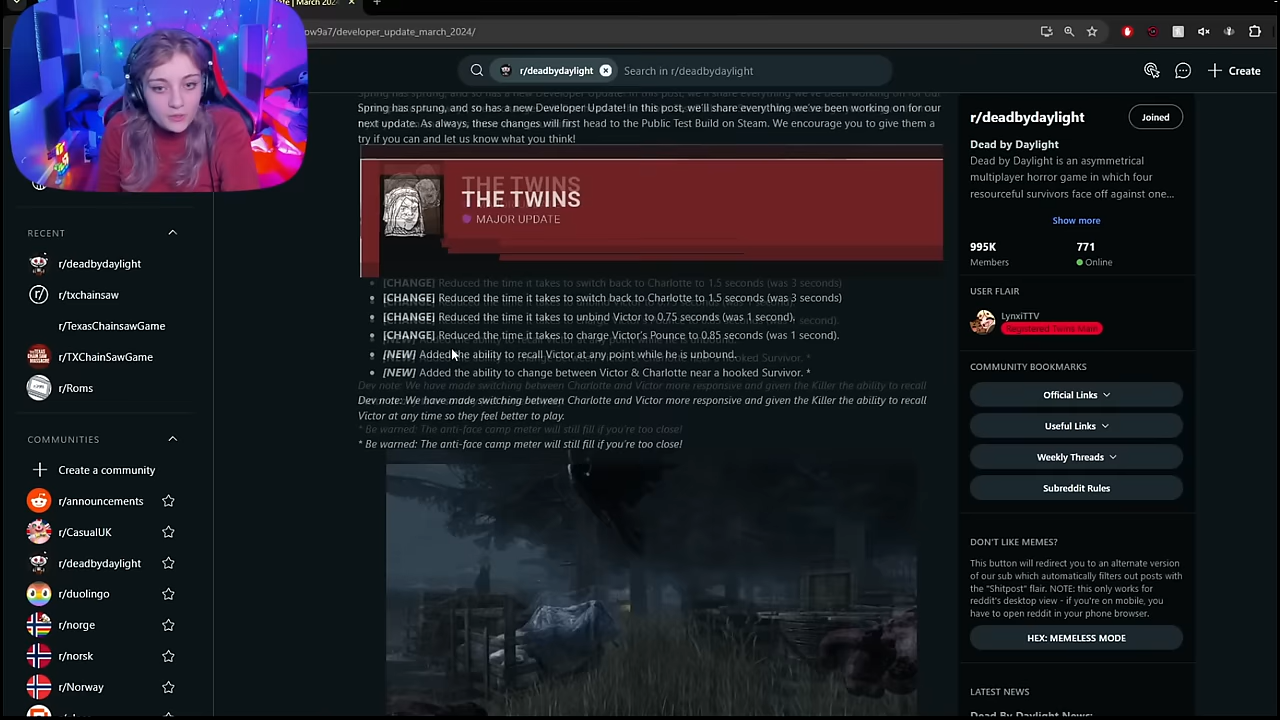 te | March 2024
ow9a7/developer_update_march_2024/
r/deadbydaylight
Search in r/deadbydaylight
Create
RECENT
r/deadbydaylight
r/txchainsaw
r/TexasChainsawGame
r/TXChainSawGame
r/Roms
COMMUNITIES
Create a community
r/announcements
r/CasualUK
r/deadbydaylight
r/duolingo
r/norge
r/norsk
r/Norway
Spring has sprung, and so has a new Developer Update! In this post, we'll share everything we've been working on for our
next update. As always, these changes will first head to the Public Test Build on Steam. We encourage you to give them a
try if you can and let us know what you think!
THE TWINS
MAJOR UPDATE
[CHANGE] Reduced the time it takes to switch back to Charlotte to 1.5 seconds (was 3 seconds)
[CHANGE] Reduced the time it takes to unbind Victor to 0.75 seconds (was 1 second).
[CHANGE] Reduced the time it takes to charge Victor's Pounce to 0.85 seconds (was 1 second).
[NEW] Added the ability to recall Victor at any point while he is unbound.
[NEW] Added the ability to change between Victor & Charlotte near a hooked Survivor. *
Dev note: We have made switching between Charlotte and Victor more responsive and given the Killer the ability to recall
Victor at any time so they feel better to play.
* Be warned: The anti-face camp meter will still fill if you're too close!
r/deadbydaylight
Joined
Dead by Daylight
Dead by Daylight is an asymmetrical
multiplayer horror game in which four
resourceful survivors face off against one...
Show more
995K
771
Members
Online
USER FLAIR
LynxiTTV
Registered Twins Main
COMMUNITY BOOKMARKS
Official Links
Useful Links
Weekly Threads
Subreddit Rules
DON'T LIKE MEMES?
This button will redirect you to an alternate version
of our sub which automatically filters out posts with
the "Shitpost" flair. NOTE: this only works for
reddit's desktop view - if you're on mobile, you
have to open reddit in your phone browser.
HEX: MEMELESS MODE
LATEST NEWS
Dead By Daylight News: